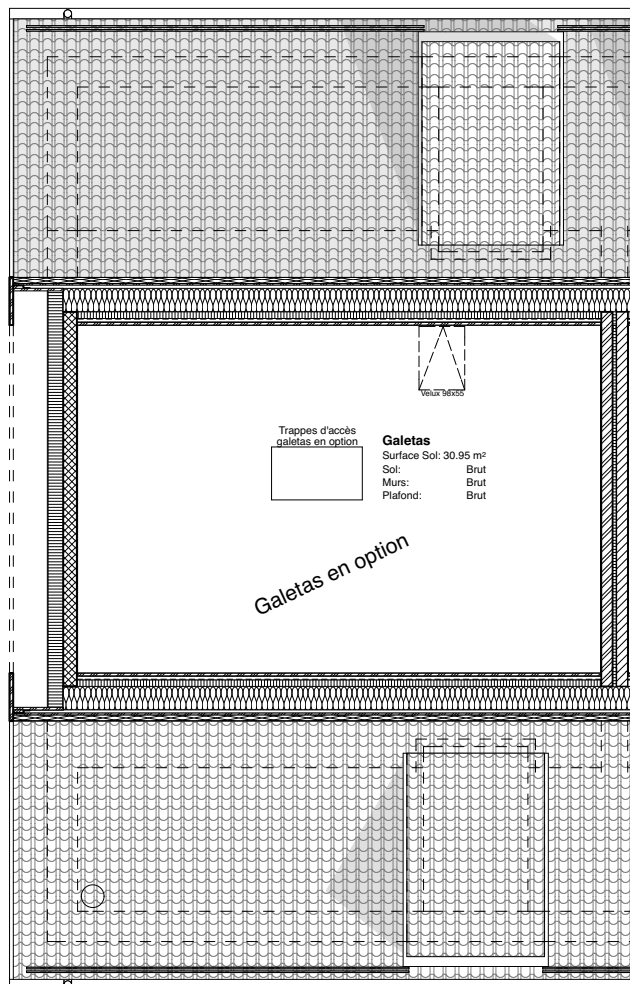 Velux 98x55
Trappes d'accès
galetas en option
Galetas
Surface Sol: 30.95 m²
Sol: Brut
Murs: Brut
Plafond: Brut
Galetas en option